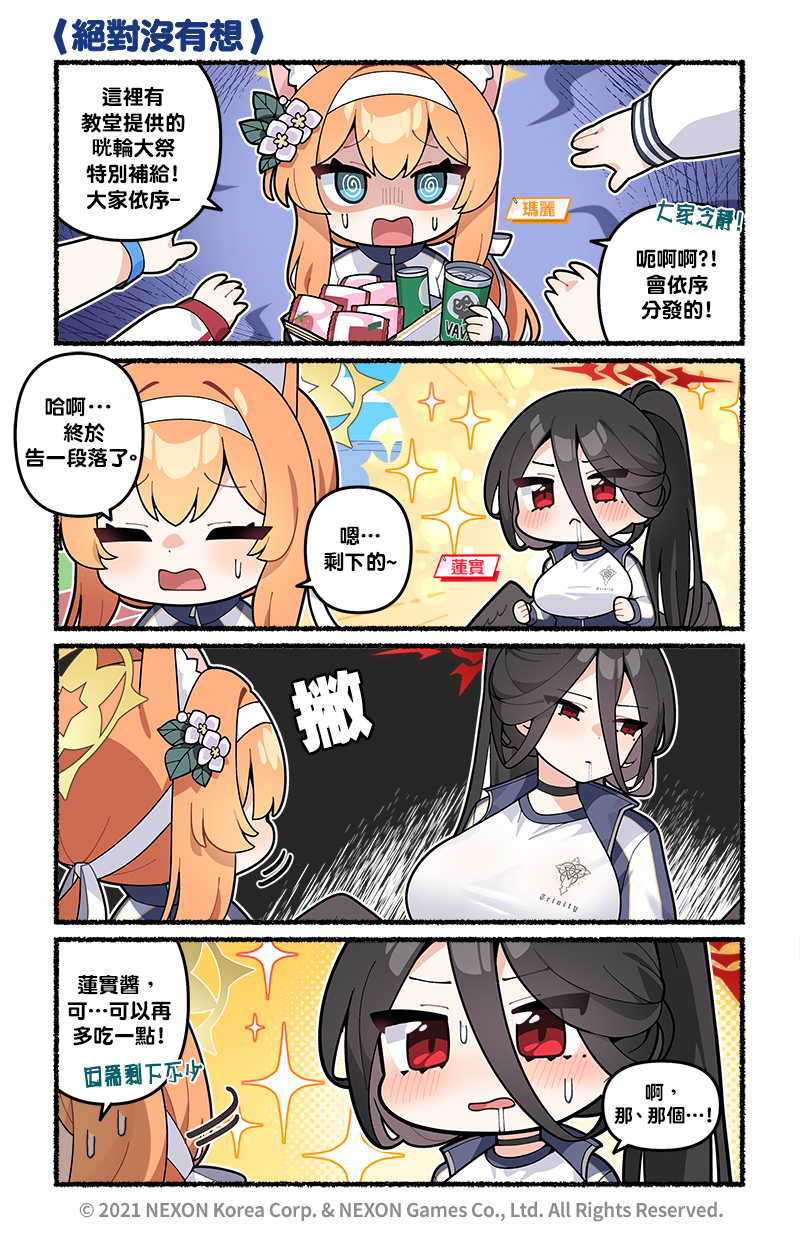 《絕對沒有想》
這裡有
教堂提供的
晄輪大祭
特別補給!
大家依序-
瑪麗
大家冷靜!
呃啊啊?!
會依序
分發的!
VAV
哈啊⋯
終於
告一段落了。
嗯⋯
剩下的~
蓮實
Trinity
撇
Trinity
蓮實醬,
可⋯可以再
多吃一點!
因為剩下不少
啊,
那、那個⋯!
© 2021 NEXON Korea Corp. & NEXON Games Co., Ltd. All Rights Reserved.